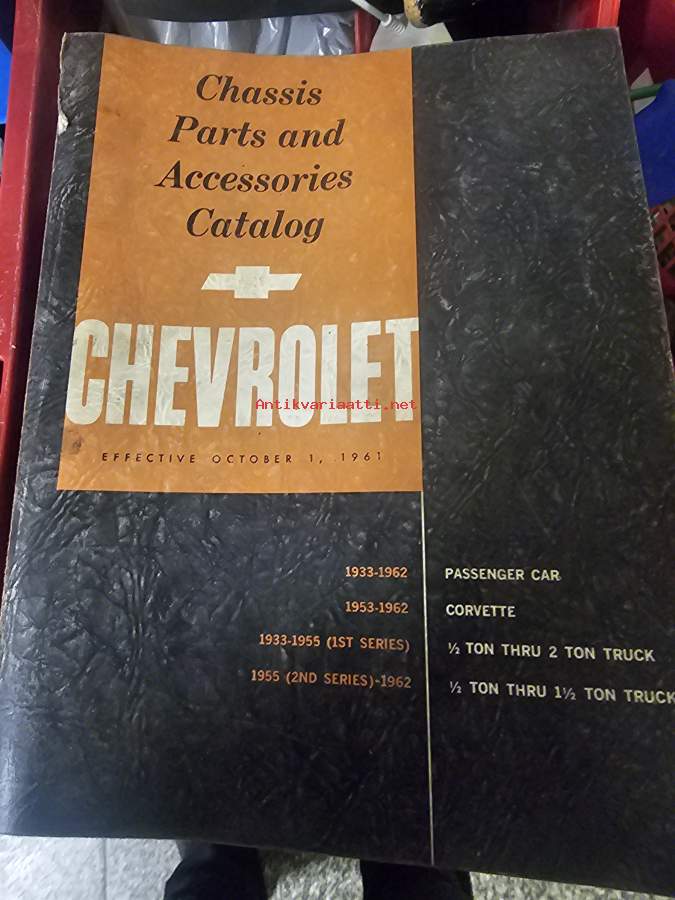 Chassis
Parts and
Accessories
Catalog
CHEVROLET
Antikvariaatti.net
EFFECTIVE OCTOBER 1, 1961
1933-1962 PASSENGER CAR
1953-1962 CORVETTE
1933-1955 (1ST SERIES) ½ TON THRU 2 TON TRUCK
1955 (2ND SERIES)-1962 ½ TON THRU 1½ TON TRUCK